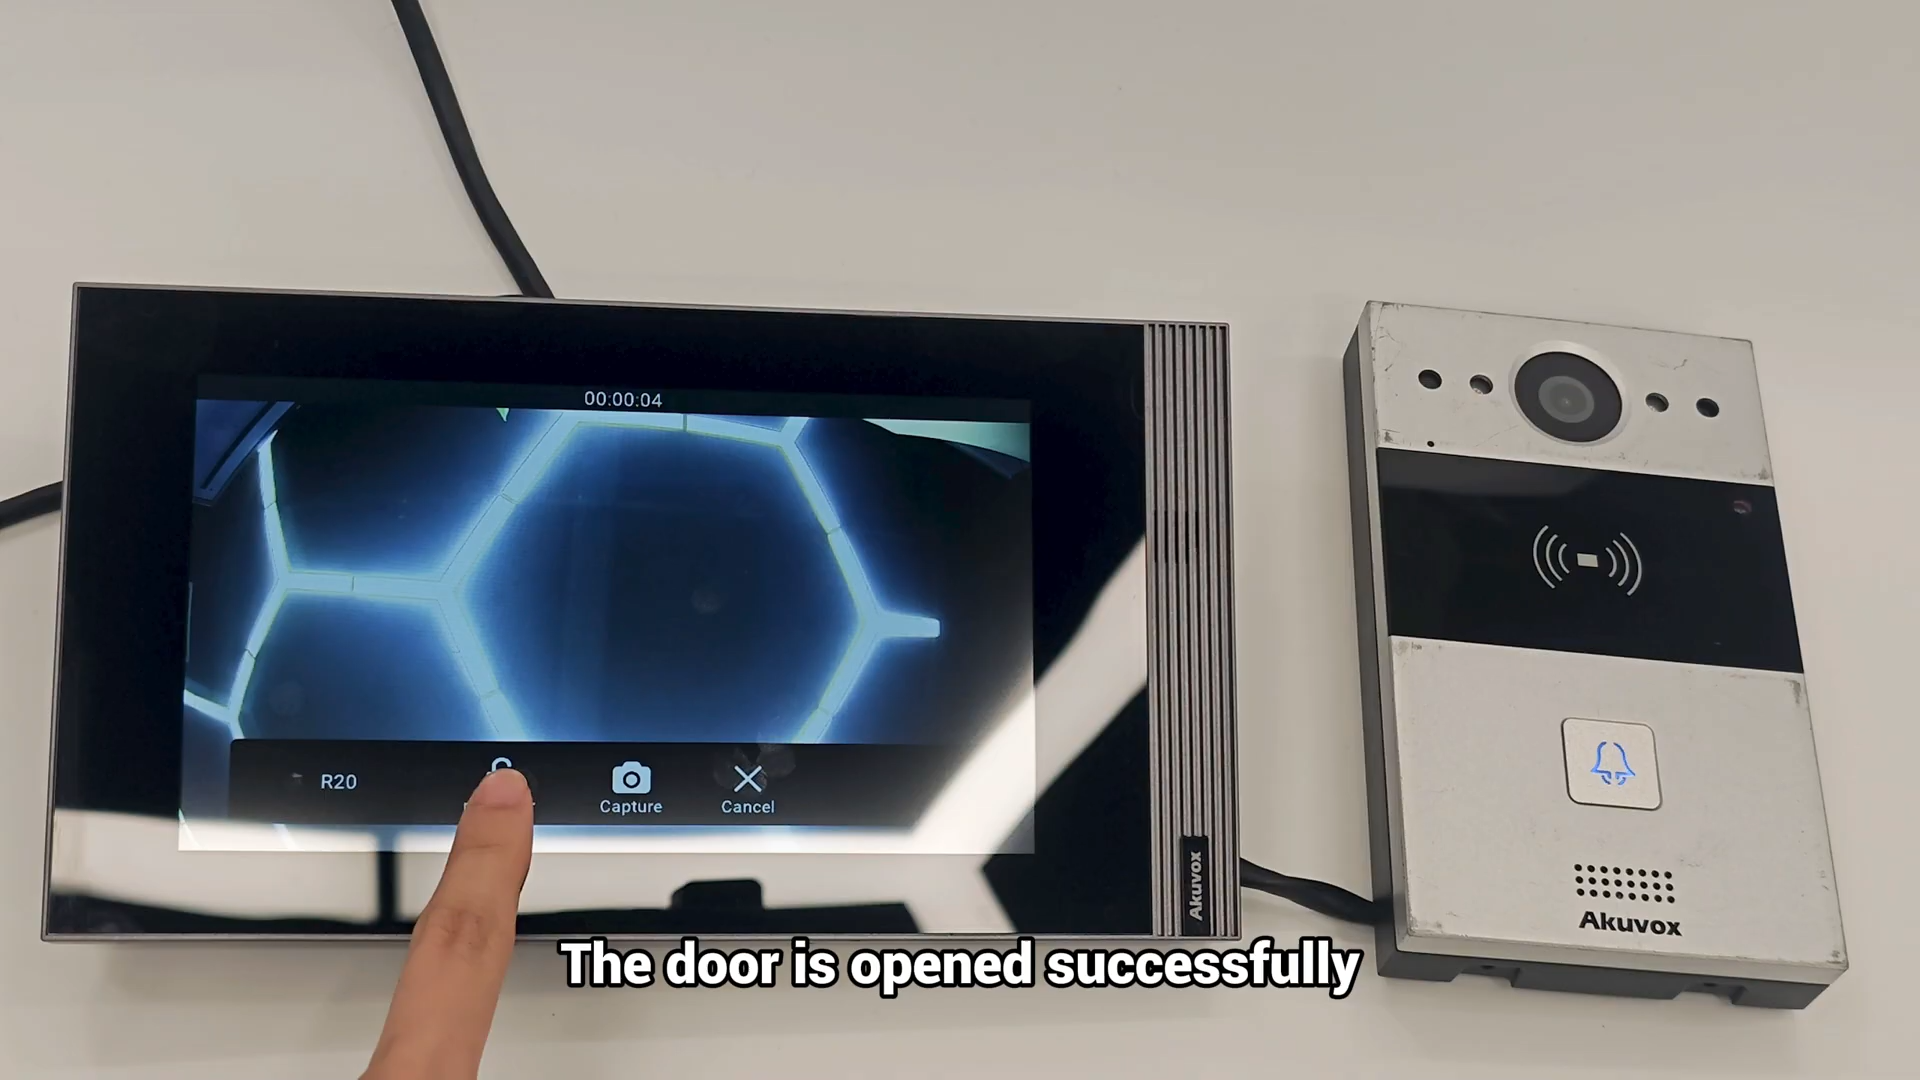 00:00:04
R20
Capture
Cancel
Akuvox
Akuvox
The door is opened successfully